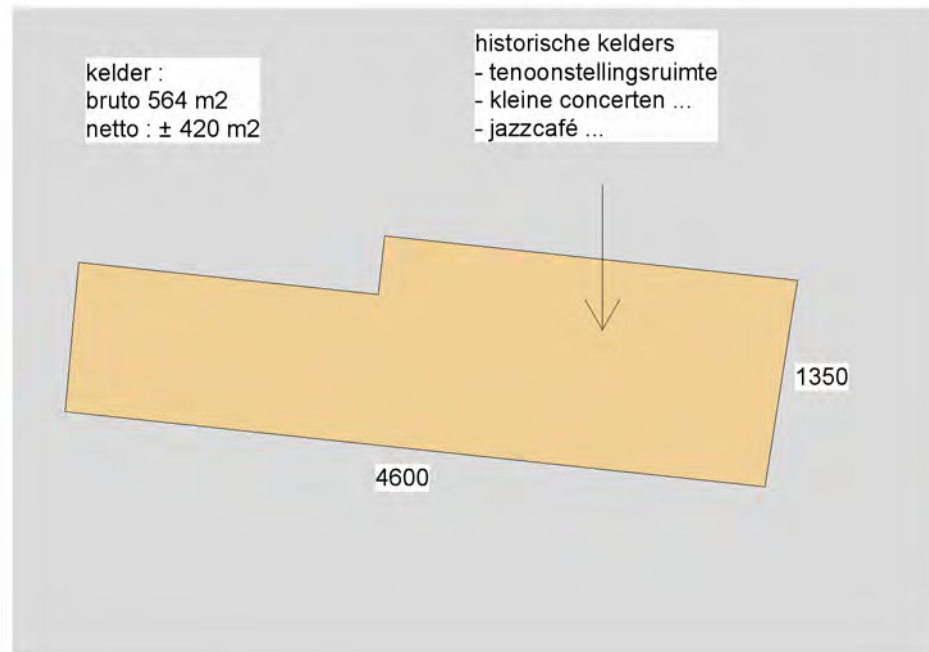 kelder :
bruto 564 m2
netto : ± 420 m2
historische kelders
- tenoonstellingsruimte
- kleine concerten ...
- jazzcafé ...
1350
4600